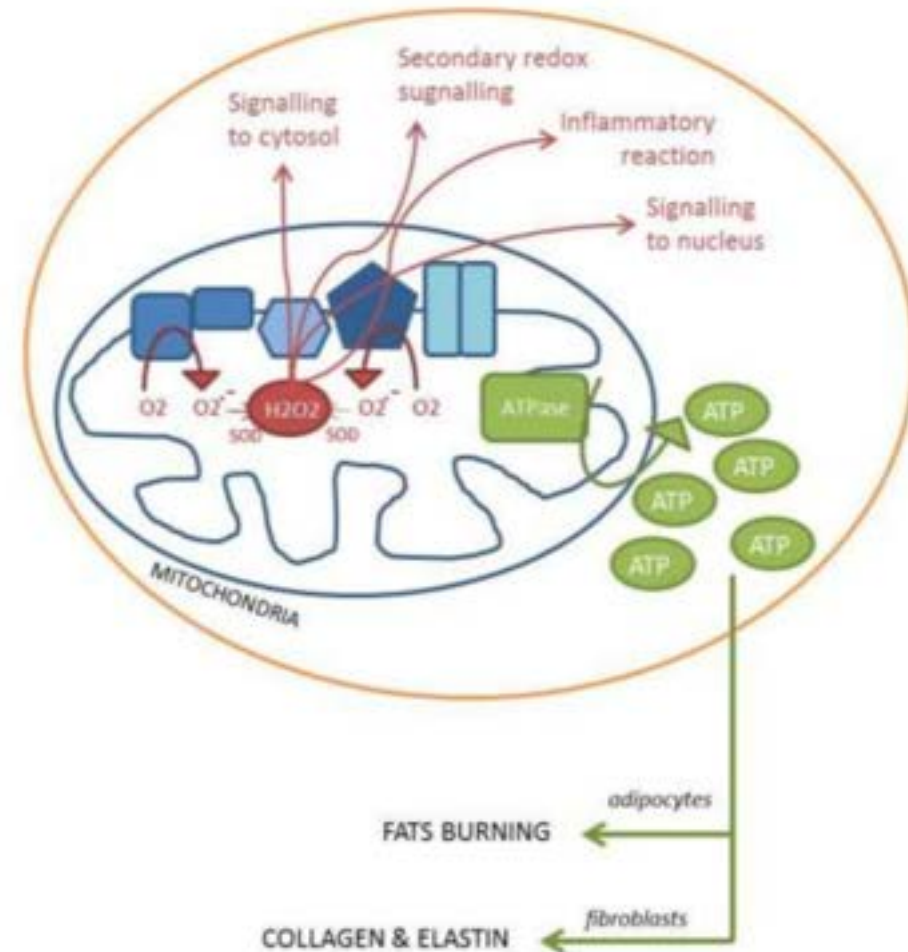 Secondary redox
sugnalling
Signalling
to cytosol
Inflammatory
reaction
Signalling
to nucleus
O2 O2·- H2O2 O2·- O2
SOD SOD
ATPase
ATP
ATP
ATP
ATP
ATP
MITOCHONDRIA
adipocytes
FATS BURNING
fibroblasts
COLLAGEN & ELASTIN